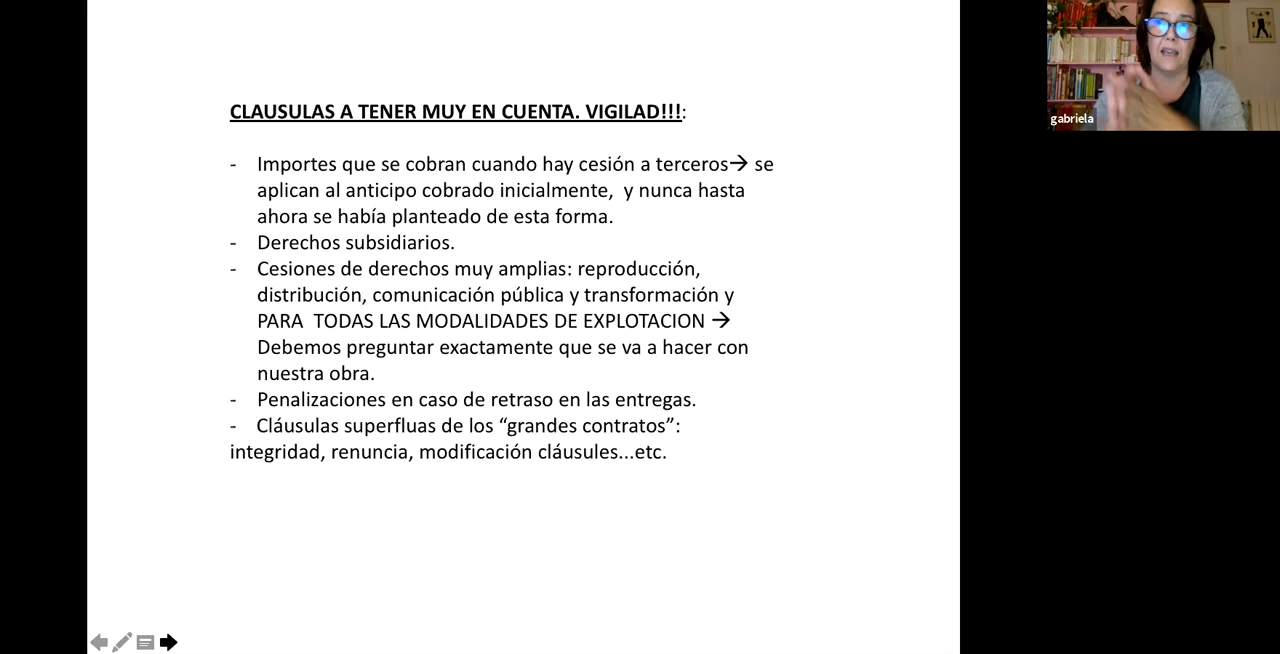 CLAUSULAS A TENER MUY EN CUENTA. VIGILAD!!!:
- Importes que se cobran cuando hay cesión a terceros→ se
aplican al anticipo cobrado inicialmente,  y nunca hasta
ahora se había planteado de esta forma.
- Derechos subsidiarios.
- Cesiones de derechos muy amplias: reproducción,
distribución, comunicación pública y transformación y
PARA  TODAS LAS MODALIDADES DE EXPLOTACION →
Debemos preguntar exactamente que se va a hacer con
nuestra obra.
- Penalizaciones en caso de retraso en las entregas.
- Cláusulas superfluas de los “grandes contratos”:
integridad, renuncia, modificación cláusules...etc.
gabriela